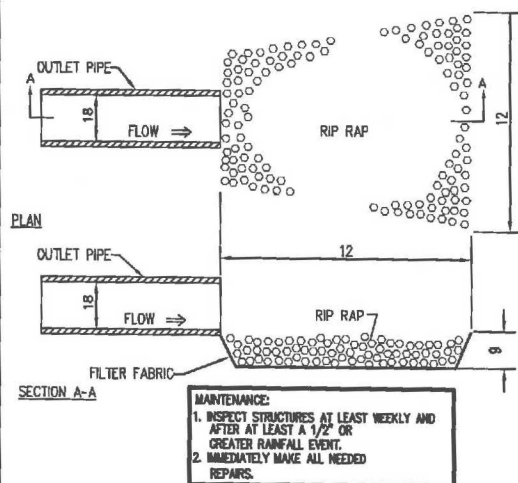 OUTLET PIPE
A
A
18
FLOW ⇒
RIP RAP
12
PLAN
12
OUTLET PIPE
18
FLOW ⇒
RIP RAP
9
FILTER FABRIC
SECTION A-A
MAINTENANCE:
1. INSPECT STRUCTURES AT LEAST WEEKLY AND
AFTER AT LEAST A 1/2" OR
GREATER RAINFALL EVENT.
2. IMMEDIATELY MAKE ALL NEEDED
REPAIRS.